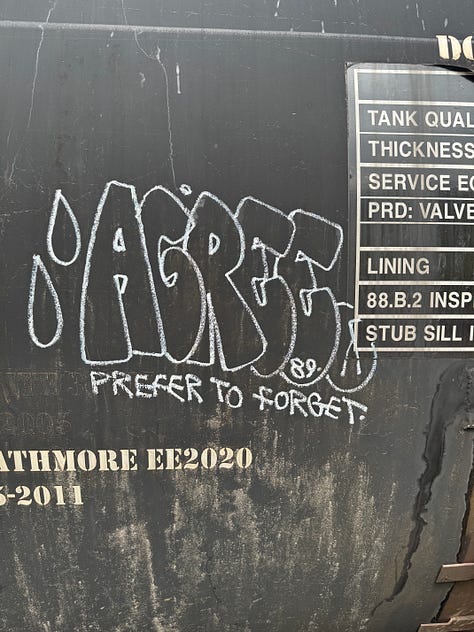 TANK QUAL
THICKNESS
SERVICE EQ
PRD: VALVE
LINING
88.B.2 INSP
STUB SILL I
AGREE
89.
PREFER TO FORGET.
ATHMORE EE2020
-2011